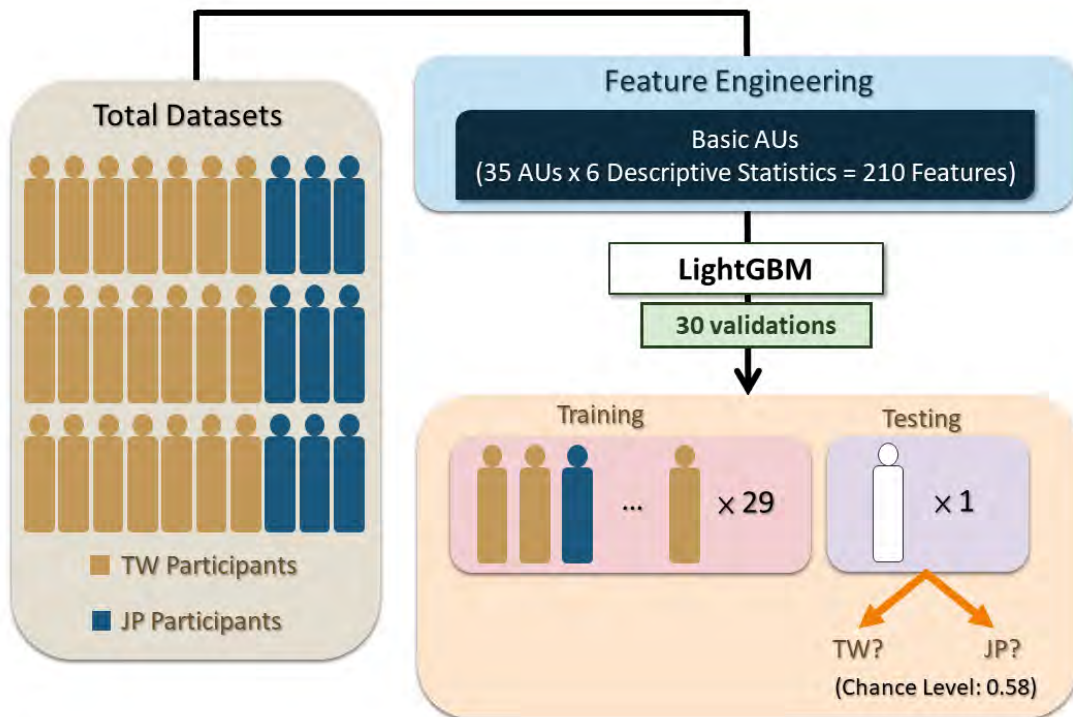 Total Datasets
TW Participants
JP Participants
Feature Engineering
Basic AUs
(35 AUs x 6 Descriptive Statistics = 210 Features)
LightGBM
30 validations
Training
... × 29
Testing
× 1
TW?
JP?
(Chance Level: 0.58)